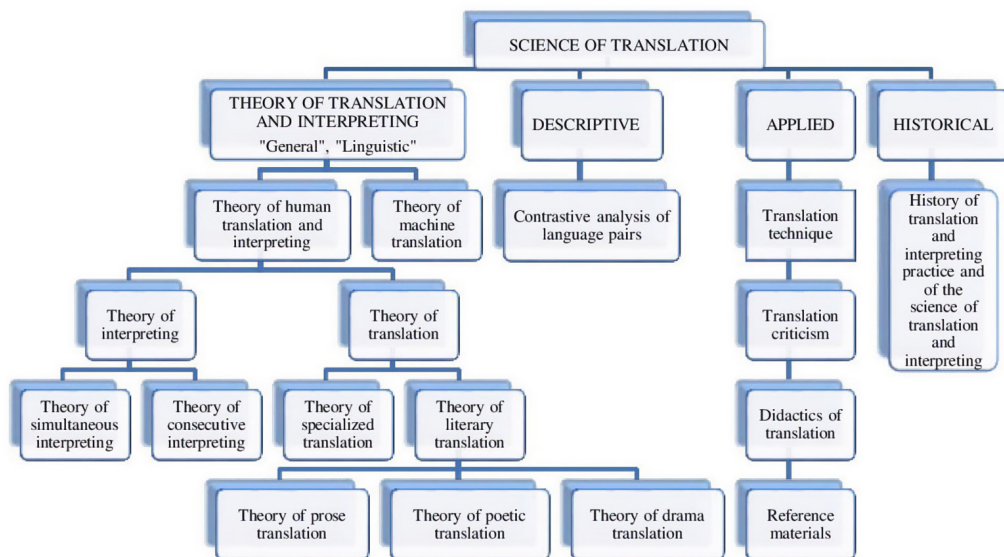 SCIENCE OF TRANSLATION
THEORY OF TRANSLATION
AND INTERPRETING
"General", "Linguistic"
DESCRIPTIVE
APPLIED
HISTORICAL
Theory of human
translation and
interpreting
Theory of
machine
translation
Contrastive analysis of
language pairs
Translation
technique
History of
translation
and
interpreting
practice and
of the
science of
translation
and
interpreting
Theory of
interpreting
Theory of
translation
Translation
criticism
Theory of
simultaneous
interpreting
Theory of
consecutive
interpreting
Theory of
specialized
translation
Theory of
literary
translation
Didactics of
translation
Theory of prose
translation
Theory of poetic
translation
Theory of drama
translation
Reference
materials